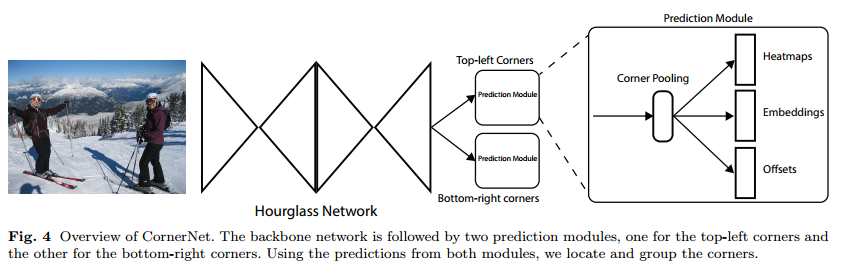 Prediction Module
Top-left Corners
Prediction Module
Prediction Module
Bottom-right corners
Hourglass Network
Corner Pooling
Heatmaps
Embeddings
Offsets
Fig. 4 Overview of CornerNet. The backbone network is followed by two prediction modules, one for the top-left corners and
the other for the bottom-right corners. Using the predictions from both modules, we locate and group the corners.